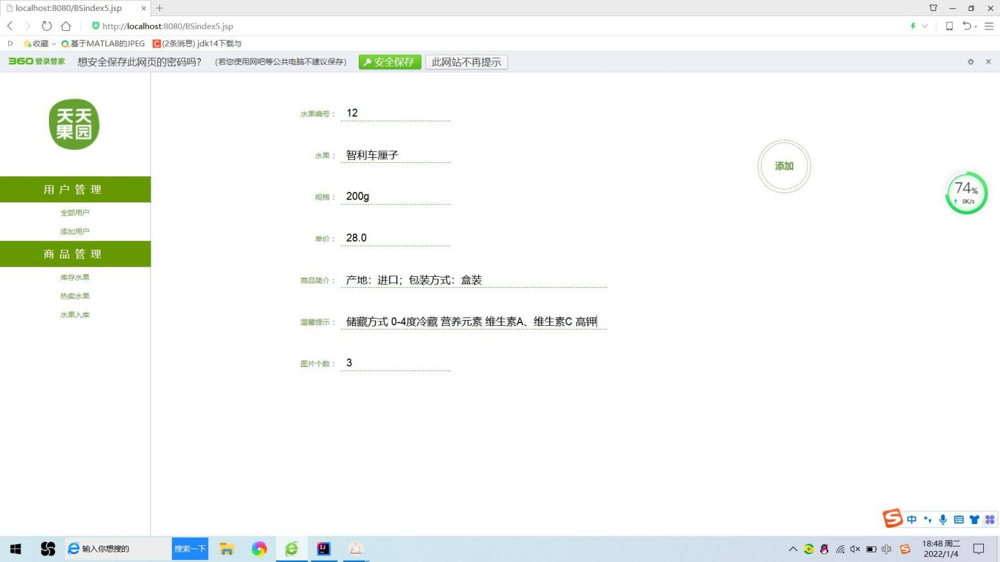 localhost:8080/BSindex5.jsp
http://localhost:8080/BSindex5.jsp
收藏 基于MATLAB的JPEG (2条消息) jdk14下载与
360登录管家 想安全保存此网页的密码吗? (若您使用网吧等公共电脑不建议保存) 安全保存 此网站不再提示
天天
果园
用户管理
全部用户
添加用户
商品管理
库存水果
热卖水果
水果入库
水果编号: 12
水果: 智利车厘子
规格: 200g
单价: 28.0
商品简介: 产地：进口；包装方式：盒装
温馨提示: 储藏方式 0-4度冷藏 营养元素 维生素A、维生素C 高钾
图片个数: 3
添加
74%
0K/s
中
输入你想搜的 搜索一下
中 18:48 周二
2022/1/4